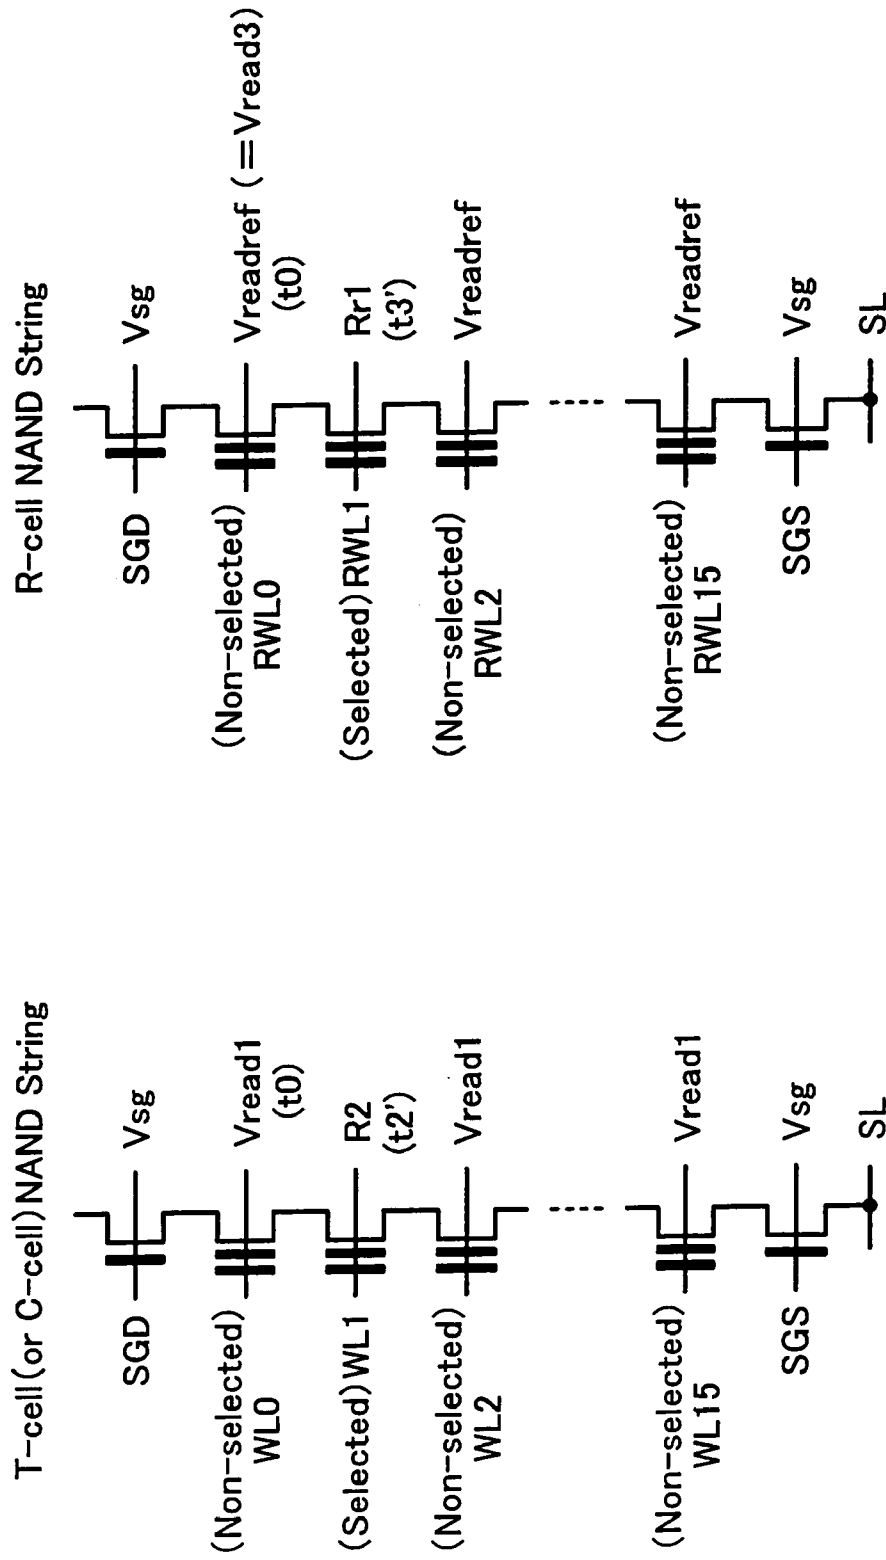 T-cell(or C-cell)NAND String
SGD
Vsg
(Non-selected)
WL0
Vread1
(t0)
(Selected)WL1
R2
(t2')
(Non-selected)
WL2
Vread1
(Non-selected)
WL15
Vread1
SGS
Vsg
SL
R-cell NAND String
SGD
Vsg
(Non-selected)
RWL0
Vreadref (=Vread3)
(t0)
(Selected)RWL1
Rr1
(t3')
(Non-selected)
RWL2
Vreadref
(Non-selected)
RWL15
Vreadref
SGS
Vsg
SL